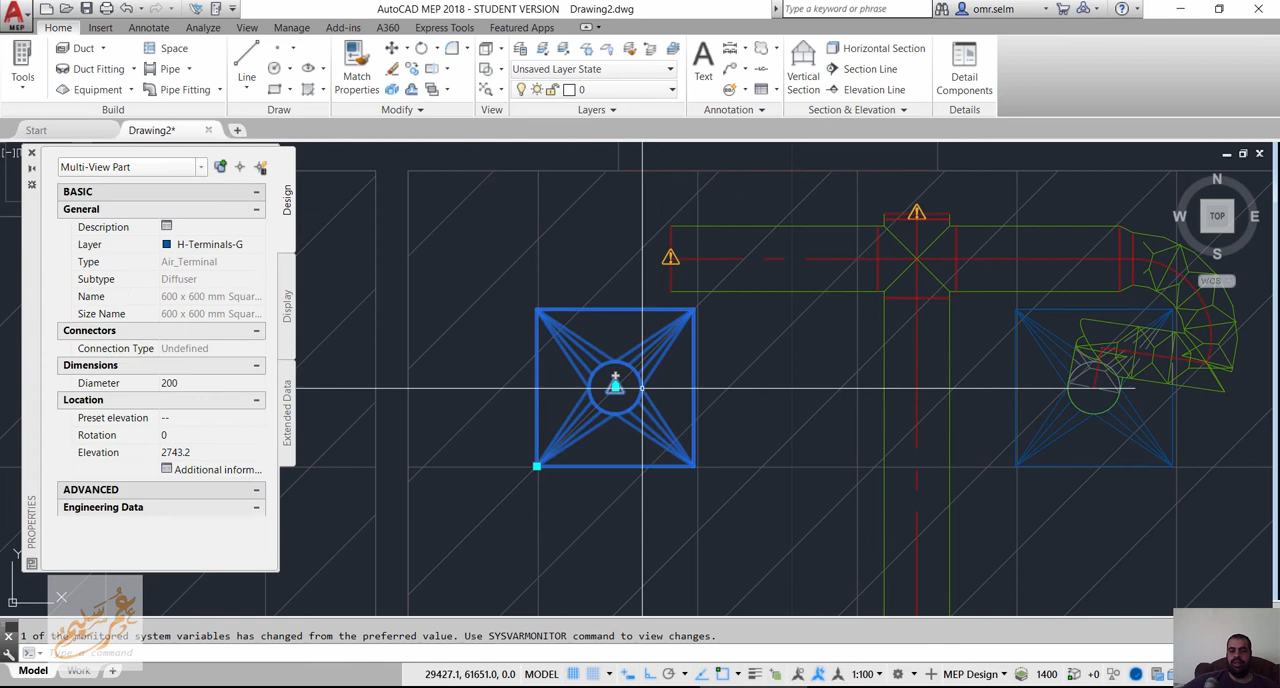 AutoCAD MEP 2018 - STUDENT VERSION Drawing2.dwg
Type a keyword or phrase
omr.selm
MEP
Home Insert Annotate Analyze View Manage Add-ins A360 Express Tools Featured Apps
Tools
Duct
Duct Fitting
Equipment
Space
Pipe
Pipe Fitting
Line
Match
Properties
Unsaved Layer State
0
Text
Vertical
Section
Horizontal Section
Section Line
Elevation Line
Detail
Components
Build Draw Modify View Layers Annotation Section & Elevation Details
Start Drawing2*
Multi-View Part
BASIC
General
Description
Layer H-Terminals-G
Type Air_Terminal
Subtype Diffuser
Name 600 x 600 mm Squar...
Size Name 600 x 600 mm Squar...
Connectors
Connection Type Undefined
Dimensions
Diameter 200
Location
Preset elevation --
Rotation 0
Elevation 2743.2
Additional inform...
ADVANCED
Engineering Data
Design
Display
Extended Data
PROPERTIES
N
W TOP E
S
WCS
Y
X
عمر سليم
1 of the monitored system variables has changed from the preferred value. Use SYSVARMONITOR command to view changes.
Type a command
Model Work
29427.1, 61651.0, 0.0 MODEL 1:100 MEP Design 1400 +0